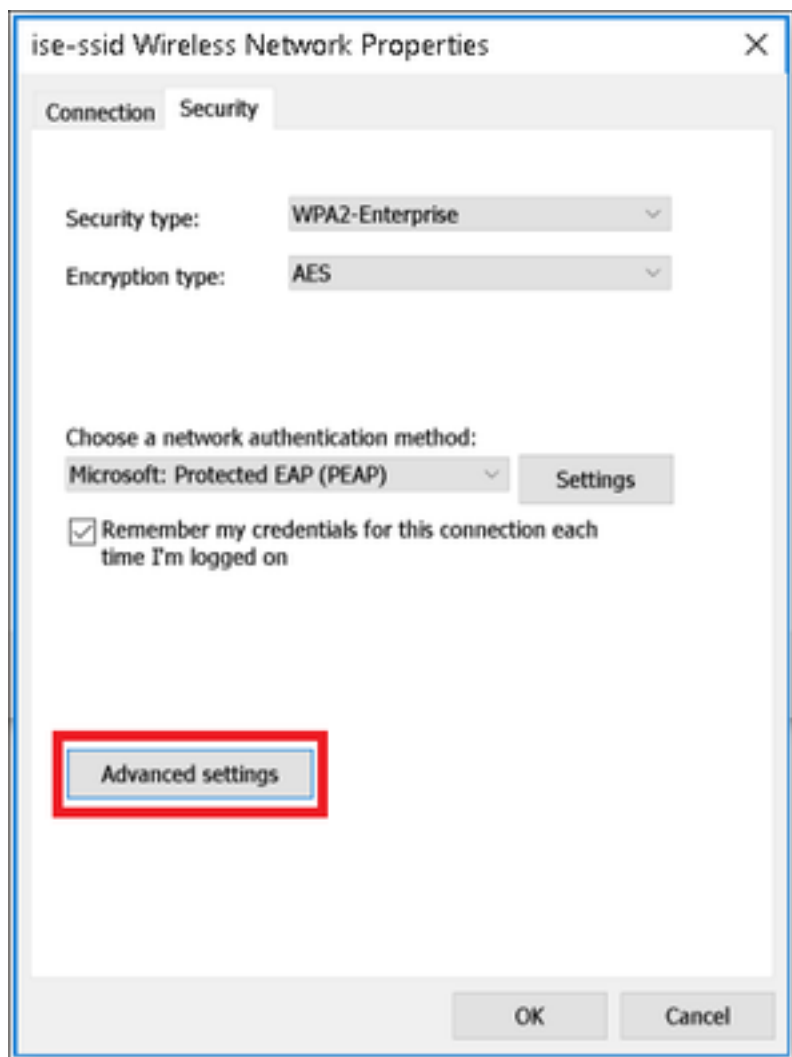 ise-ssid Wireless Network Properties
Connection
Security
Security type:
WPA2-Enterprise
Encryption type:
AES
Choose a network authentication method:
Microsoft: Protected EAP (PEAP)
Settings
Remember my credentials for this connection each
time I'm logged on
Advanced settings
OK
Cancel